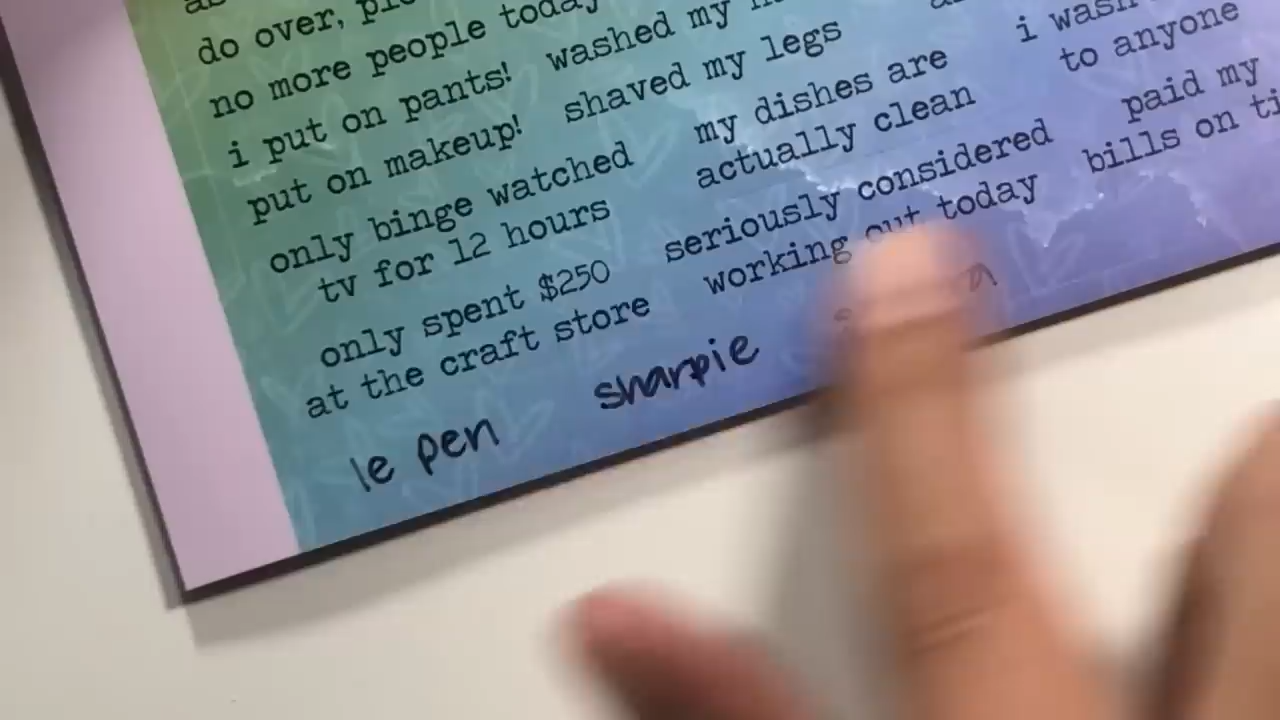 do over,
no more people today
i put on pants! washed my
put on makeup! shaved my legs
only binge watched
tv for 12 hours
my dishes are
actually clean
i
to anyone
only spent $250
at the craft store
seriously considered
working out today
paid my
bills on
le pen sharpie